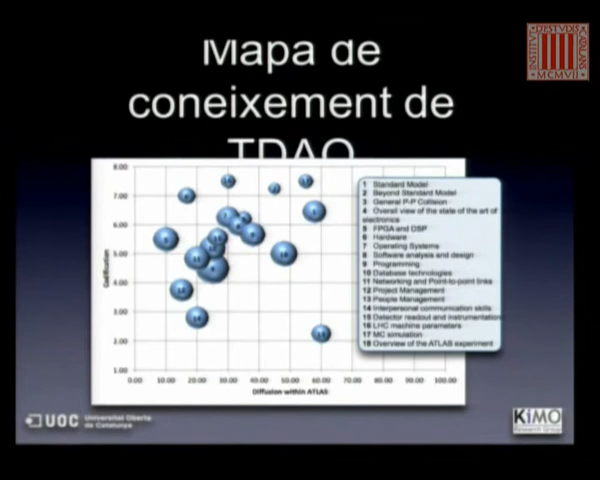 Mapa de
coneixement de
TDAQ
INSTITVT
D'ESTVDIS
CATALANS
MCMVII
8.00
7.00
6.00
5.00
4.00
3.00
2.00
1.00
Codification
0.00 10.00 20.00 30.00 40.00 50.00 60.00 70.00 80.00 90.00 100.00
Diffusion within ATLAS
1 Standard Model
2 Beyond Standard Model
3 General P-P Collision
4 Overall view of the state of the art of
electronics
5 FPGA and DSP
6 Hardware
7 Operating Systems
8 Software analysis and design
9 Programming
10 Database technologies
11 Networking and Point-to-point links
12 Project Management
13 People Management
14 Interpersonal communication skills
15 Detector readout and instrumentation
16 LHC machine parameters
17 MC simulation
18 Overview of the ATLAS experiment
UOC
Universitat Oberta
de Catalunya
KIMO
Research Group